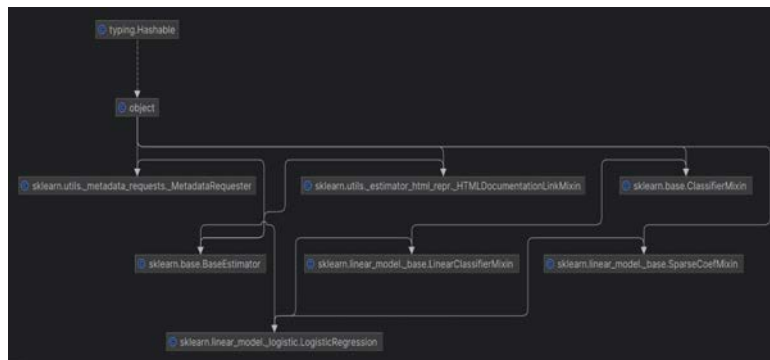 typing.Hashable
object
sklearn.utils._metadata_requests._MetadataRequester
sklearn.utils._estimator_html_repr._HTMLDocumentationLinkMixin
sklearn.base.ClassifierMixin
sklearn.base.BaseEstimator
sklearn.linear_model._base.LinearClassifierMixin
sklearn.linear_model._base.SparseCoefMixin
sklearn.linear_model._logistic.LogisticRegression